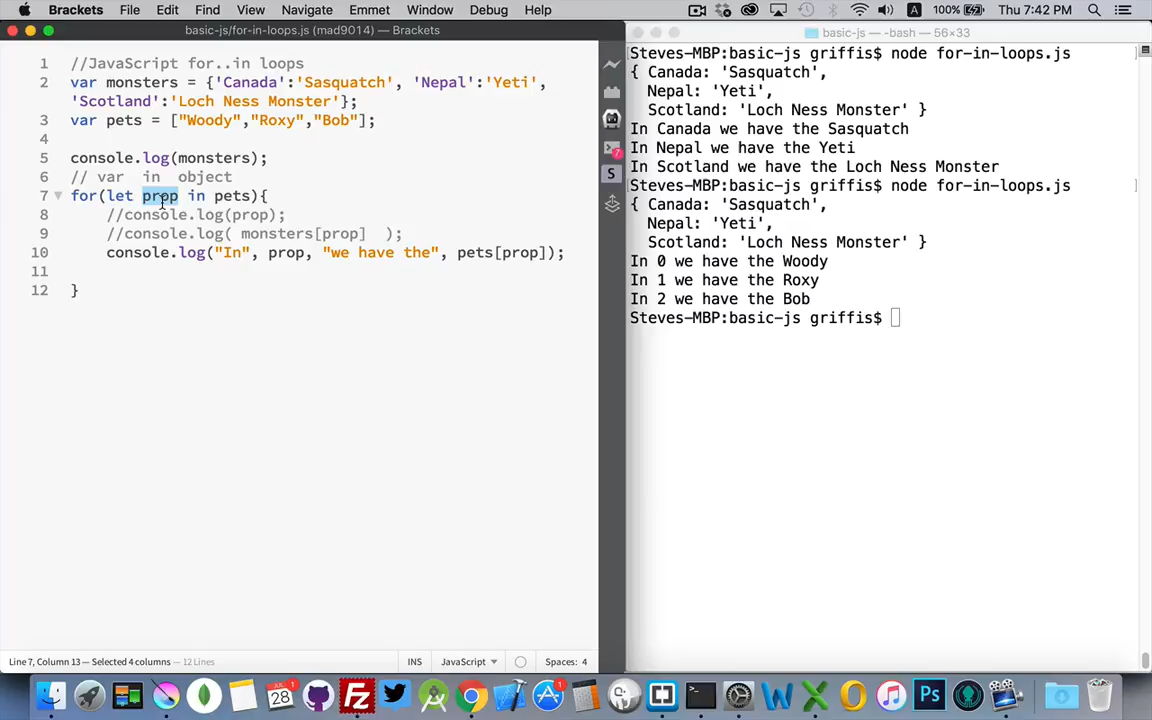 Brackets File Edit View Find Navigate Emmet Window Debug Help 100% Thu 7:42 PM
basic-js/for-in-loops.js (mad9014) — Brackets
1 //JavaScript for..in loops
2 var monsters = {'Canada':'Sasquatch', 'Nepal':'Yeti',
'Scotland':'Loch Ness Monster'};
3 var pets = ["Woody","Roxy","Bob"];
4
5 console.log(monsters);
6 // var  in  object
7 for(let prop in pets){
8 //console.log(prop);
9 //console.log( monsters[prop]  );
10 console.log("In", prop, "we have the", pets[prop]);
11
12 }
Line 7, Column 13 — Selected 4 columns — 12 Lines INS JavaScript Spaces: 4
basic-js — -bash — 56×33
Steves-MBP:basic-js griffis$ node for-in-loops.js
{ Canada: 'Sasquatch',
Nepal: 'Yeti',
Scotland: 'Loch Ness Monster' }
In Canada we have the Sasquatch
In Nepal we have the Yeti
In Scotland we have the Loch Ness Monster
Steves-MBP:basic-js griffis$ node for-in-loops.js
{ Canada: 'Sasquatch',
Nepal: 'Yeti',
Scotland: 'Loch Ness Monster' }
In 0 we have the Woody
In 1 we have the Roxy
In 2 we have the Bob
Steves-MBP:basic-js griffis$